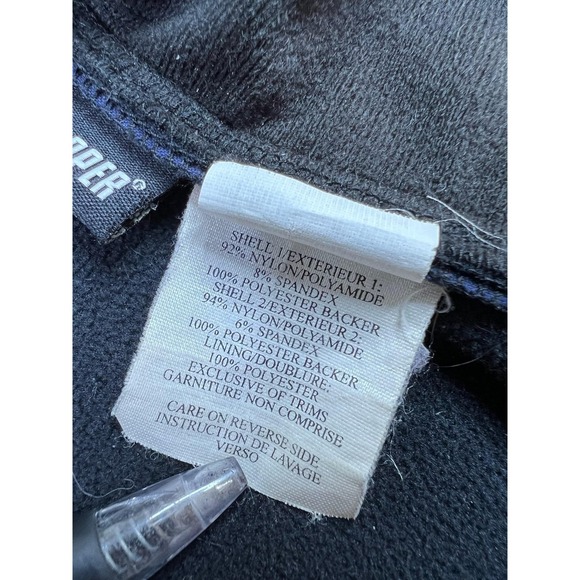 PPER®
SHELL 1/EXTERIEUR 1:
92% NYLON/POLYAMIDE
8% SPANDEX
100% POLYESTER BACKER
SHELL 2/EXTERIEUR 2:
94% NYLON/POLYAMIDE
6% SPANDEX
100% POLYESTER BACKER
LINING/DOUBLURE:
100% POLYESTER
EXCLUSIVE OF TRIMS
GARNITURE NON COMPRISE
CARE ON REVERSE SIDE
INSTRUCTION DE LAVAGE
VERSO